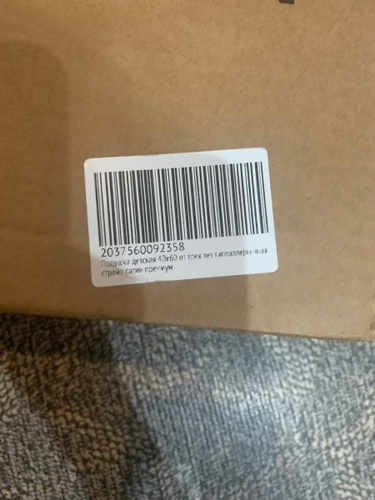 2037560092358
Подушка детская 40х60 от трех лет гипоаллергенная
страйп сатин премиум